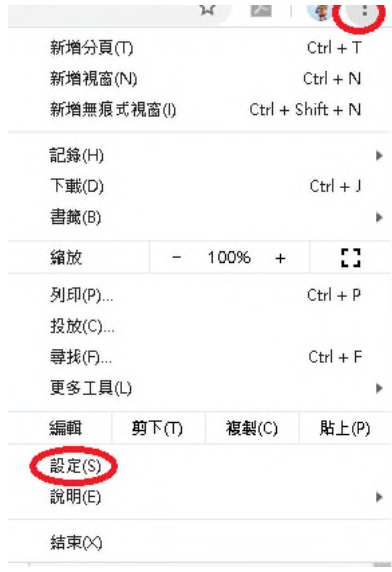 新增分頁(T) Ctrl + T
新增視窗(N) Ctrl + N
新增無痕式視窗(I) Ctrl + Shift + N
記錄(H)
下載(D) Ctrl + J
書籤(B)
縮放 - 100% +
列印(P)... Ctrl + P
投放(C)...
尋找(F)... Ctrl + F
更多工具(L)
編輯 剪下(T) 複製(C) 貼上(P)
設定(S)
說明(E)
結束(X)